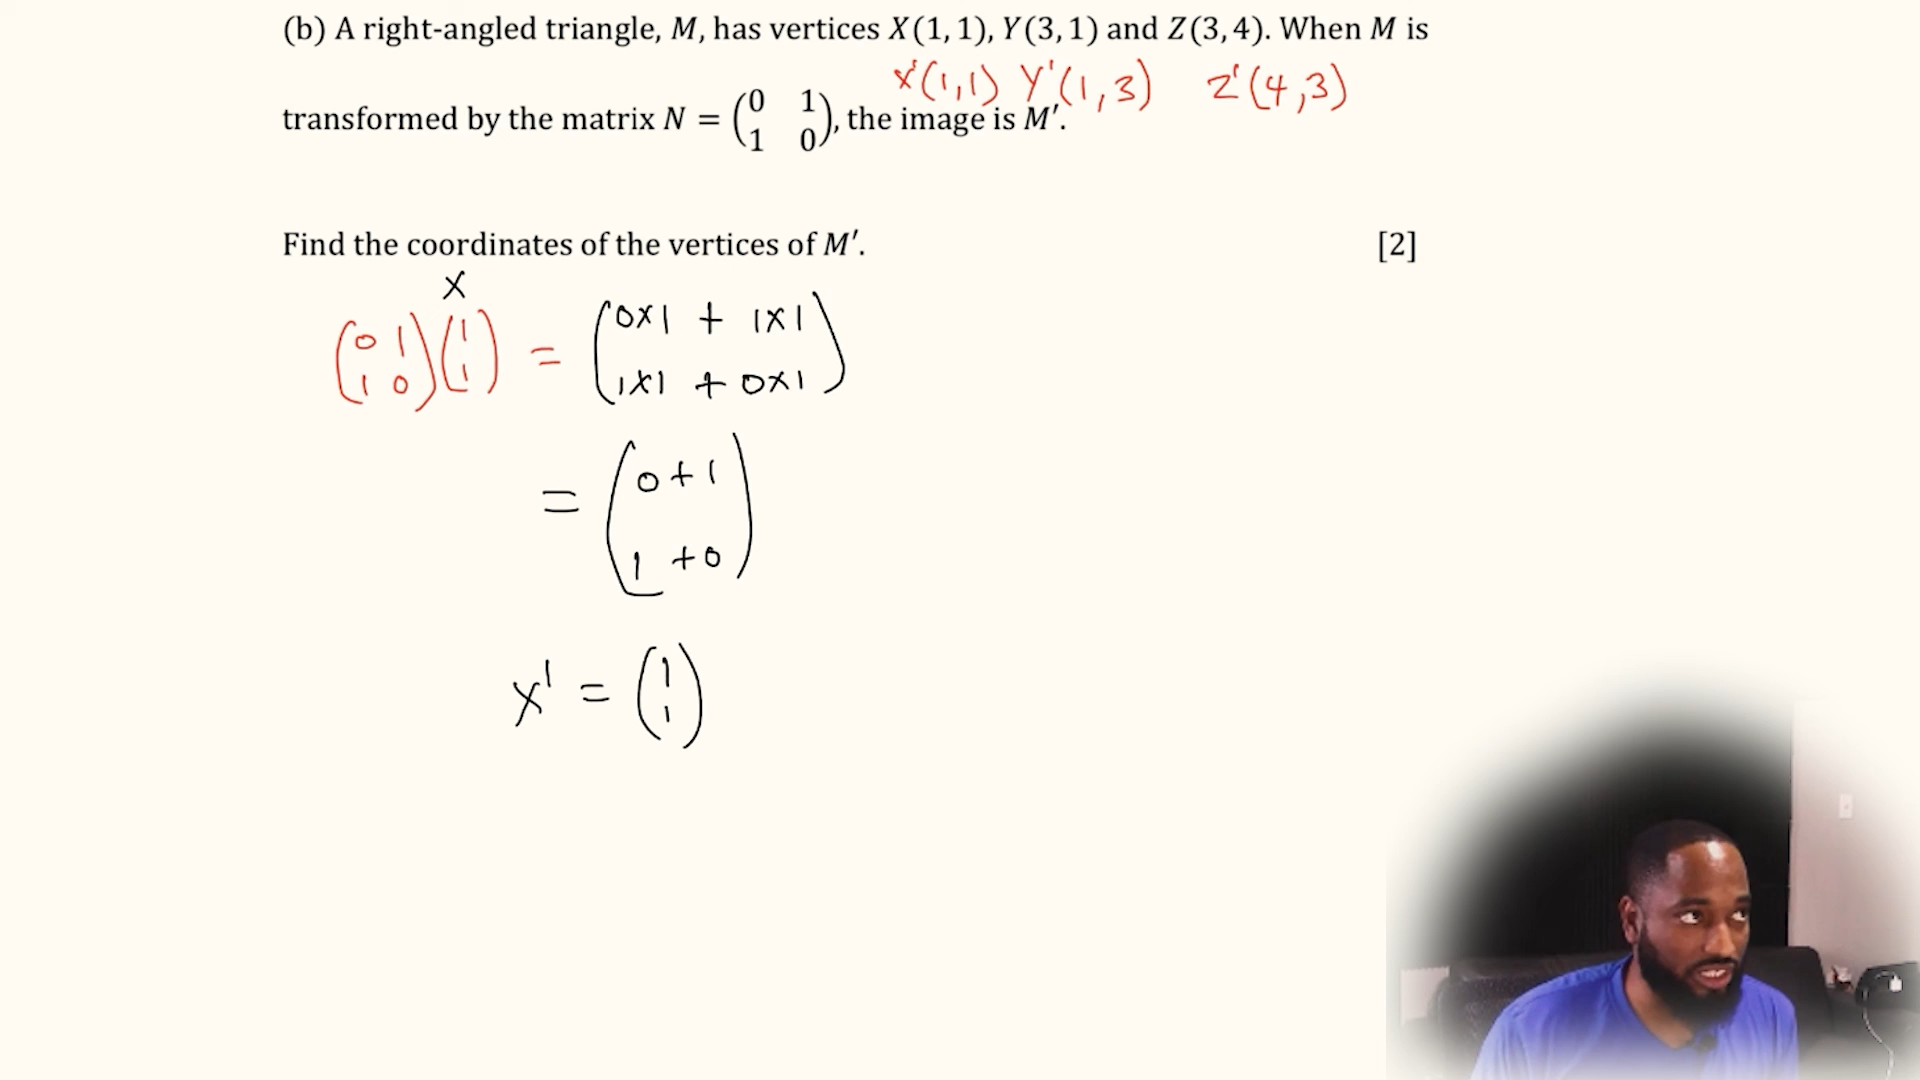 (b) A right-angled triangle, M, has vertices X(1, 1), Y(3, 1) and Z(3, 4). When M is
X'(1,1) Y'(1,3) Z'(4,3)
transformed by the matrix N = (0 1
1 0), the image is M′.
Find the coordinates of the vertices of M′. [2]
X
(0 1
1 0)(1
1) = (0×1 + 1×1
1×1 + 0×1)
= (0+1
1+0)
X' = (1
1)